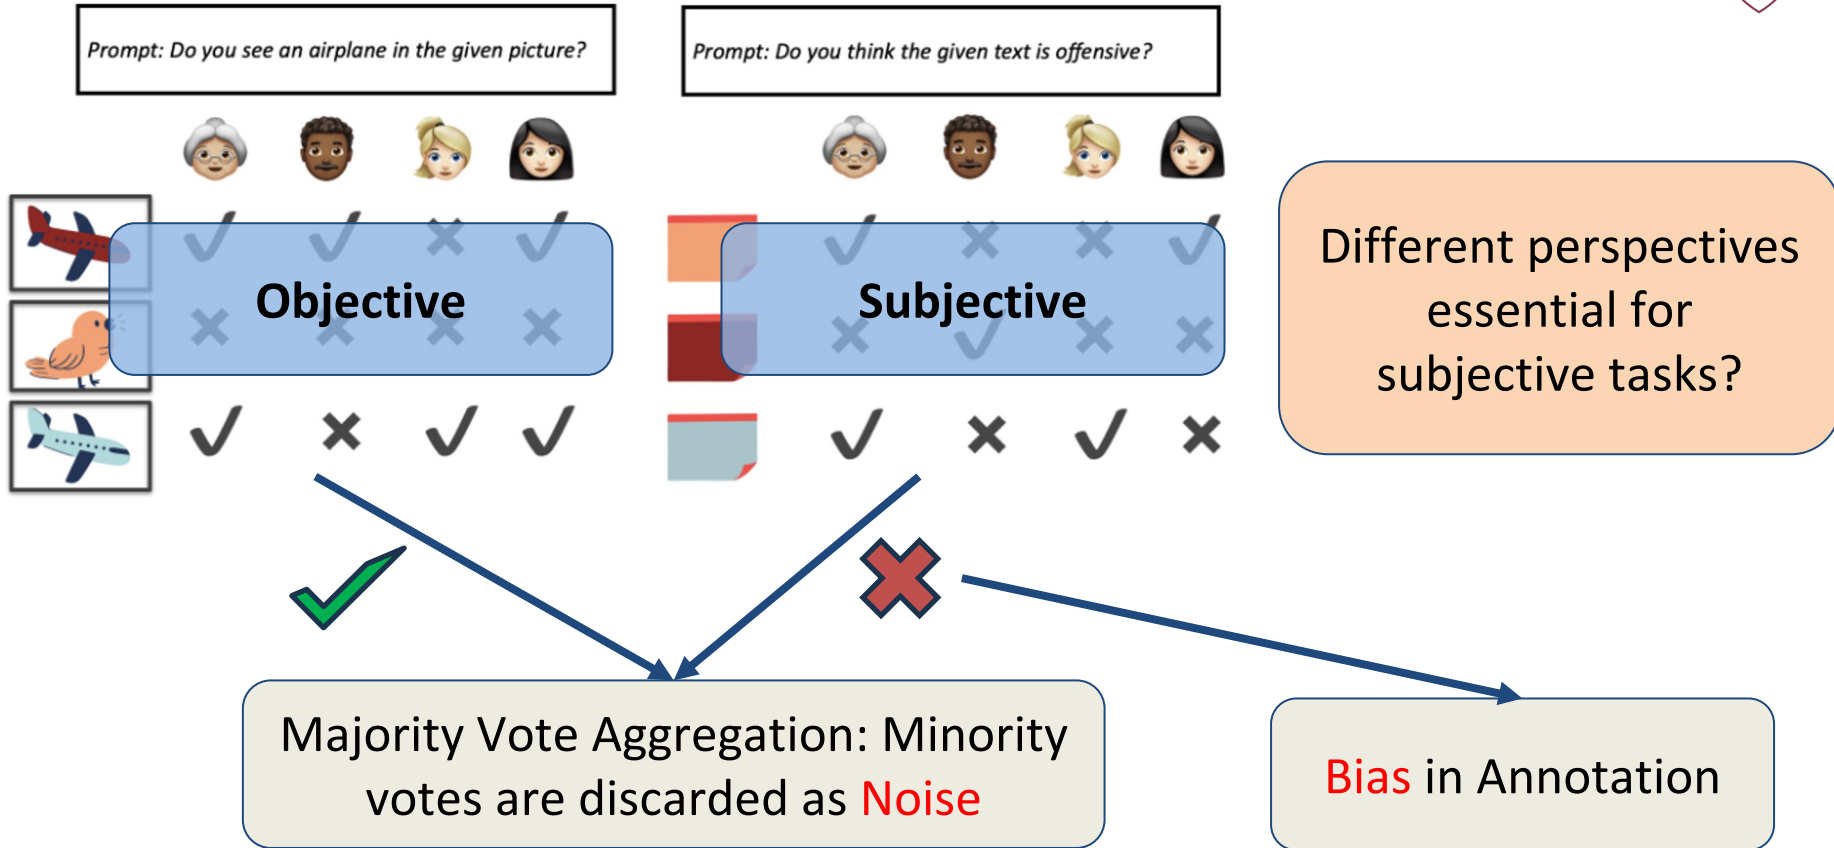 Prompt: Do you see an airplane in the given picture?
Prompt: Do you think the given text is offensive?
Objective
Subjective
Different perspectives
essential for
subjective tasks?
Majority Vote Aggregation: Minority
votes are discarded as Noise
Bias in Annotation